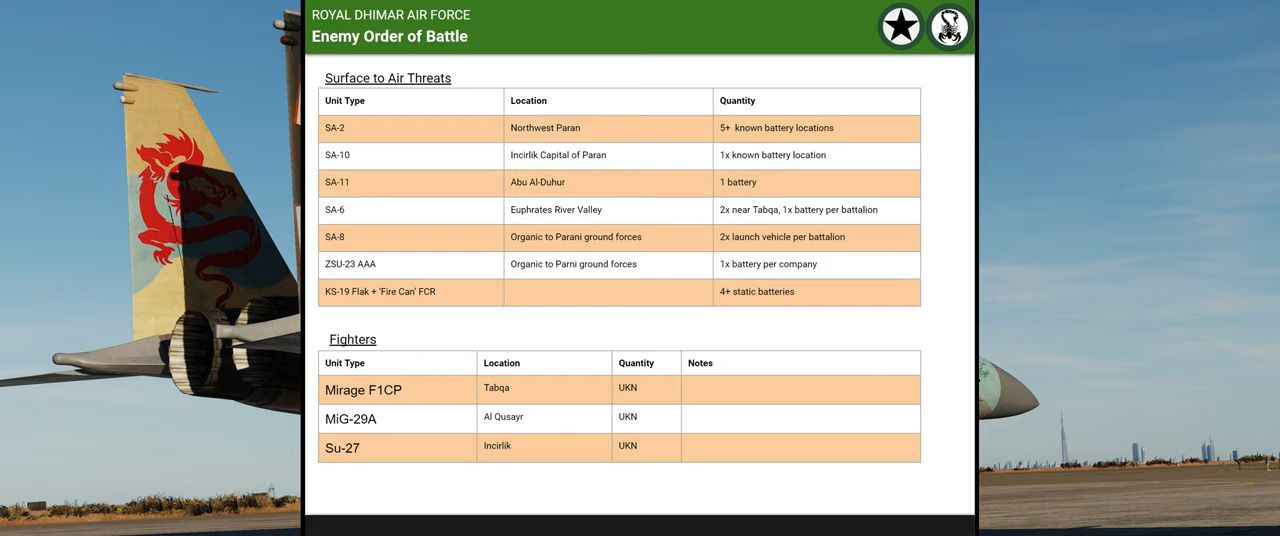 ROYAL DHIMAR AIR FORCE
Enemy Order of Battle
Surface to Air Threats
Unit Type Location Quantity
SA-2 Northwest Paran 5+ known battery locations
SA-10 Incirlik Capital of Paran 1x known battery location
SA-11 Abu Al-Duhur 1 battery
SA-6 Euphrates River Valley 2x near Tabqa, 1x battery per battalion
SA-8 Organic to Parani ground forces 2x launch vehicle per battalion
ZSU-23 AAA Organic to Parni ground forces 1x battery per company
KS-19 Flak + 'Fire Can' FCR 4+ static batteries
Fighters
Unit Type Location Quantity Notes
Mirage F1CP Tabqa UKN
MiG-29A Al Qusayr UKN
Su-27 Incirlik UKN